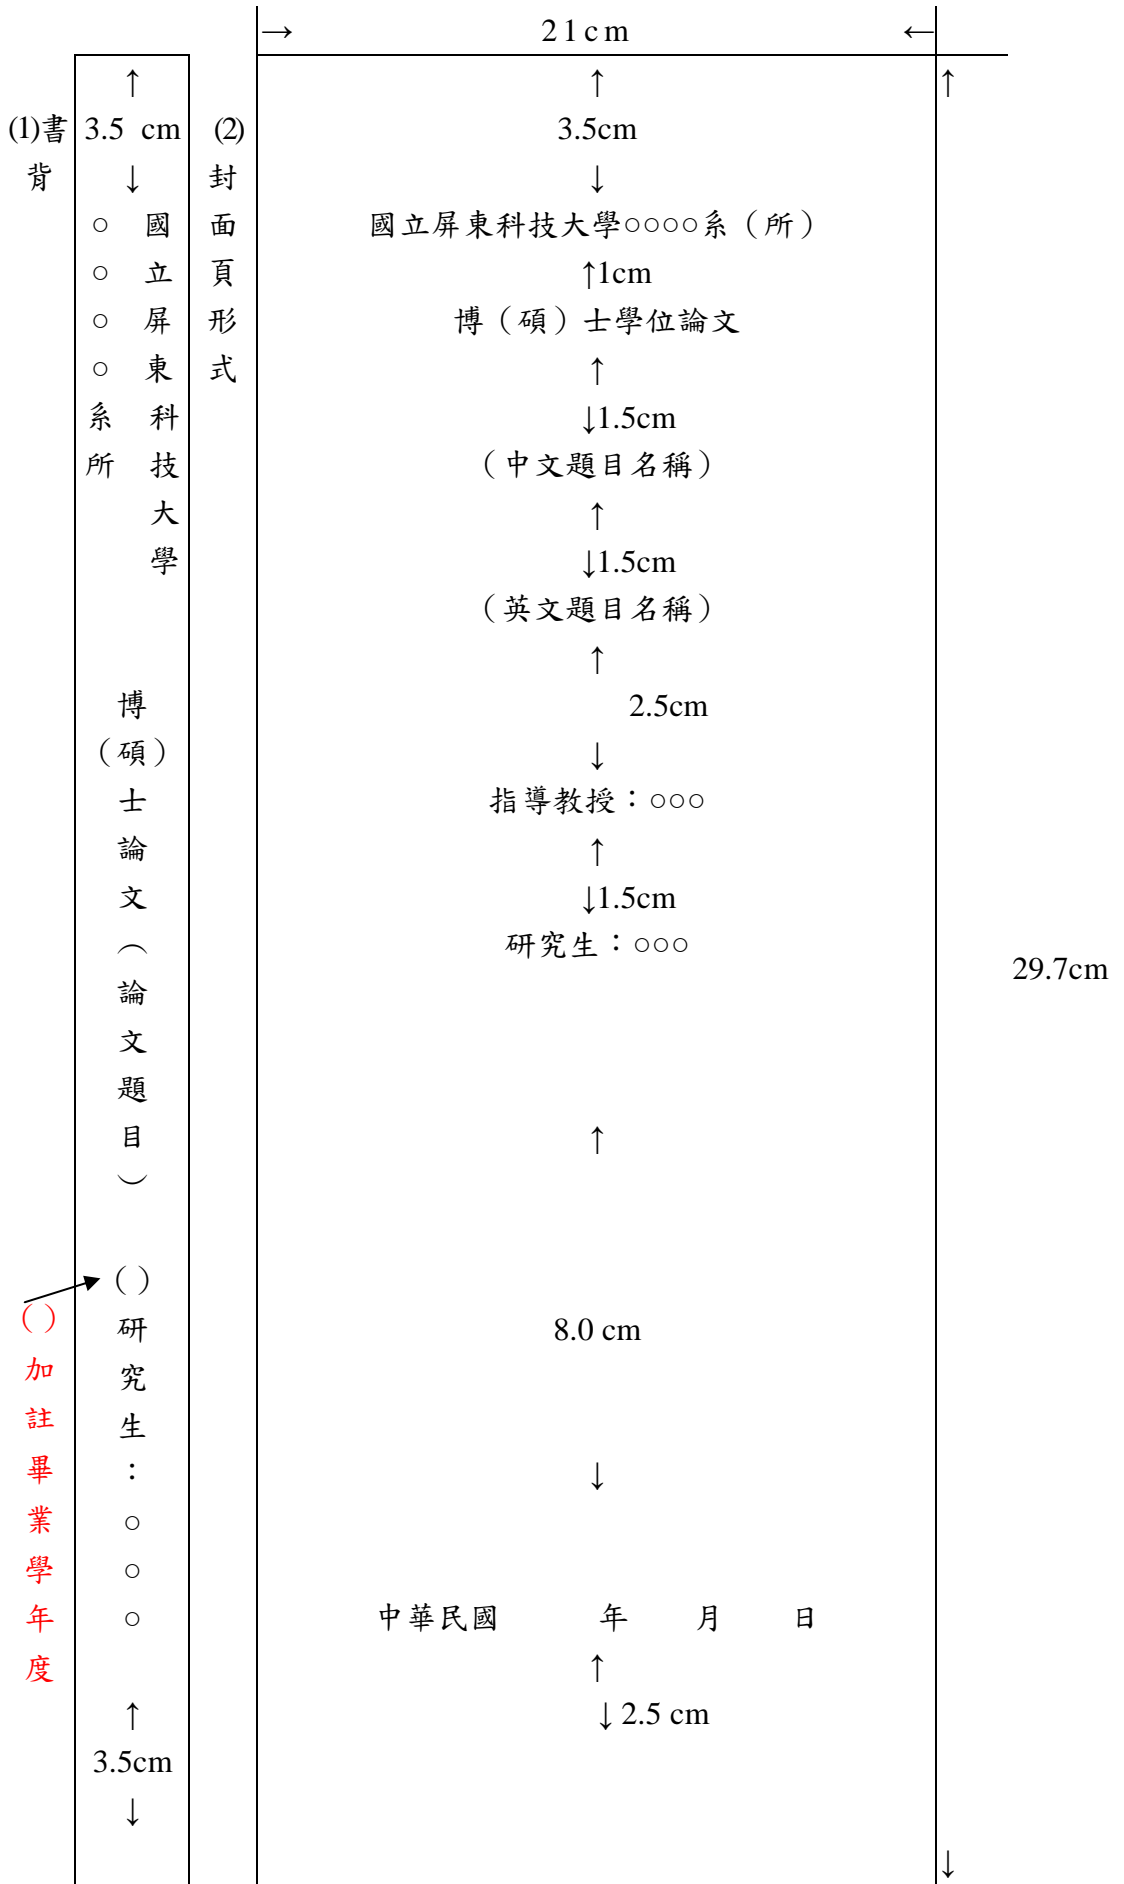 → 21cm ←
(1)書背
↑
3.5 cm
↓
國立屏東科技大學
○○○○系所
博（碩）士論文（論文題目）
( )
研究生：○○○
↑
3.5cm
↓
( )加註畢業學年度
(2)封面頁形式
↑
3.5cm
↓
國立屏東科技大學○○○○系（所）
↑1cm
博（碩）士學位論文
↑
↓1.5cm
（中文題目名稱）
↑
↓1.5cm
（英文題目名稱）
↑
2.5cm
↓
指導教授：○○○
↑
↓1.5cm
研究生：○○○
↑
8.0 cm
↓
中華民國 年 月 日
↑
↓2.5 cm
↑
29.7cm
↓